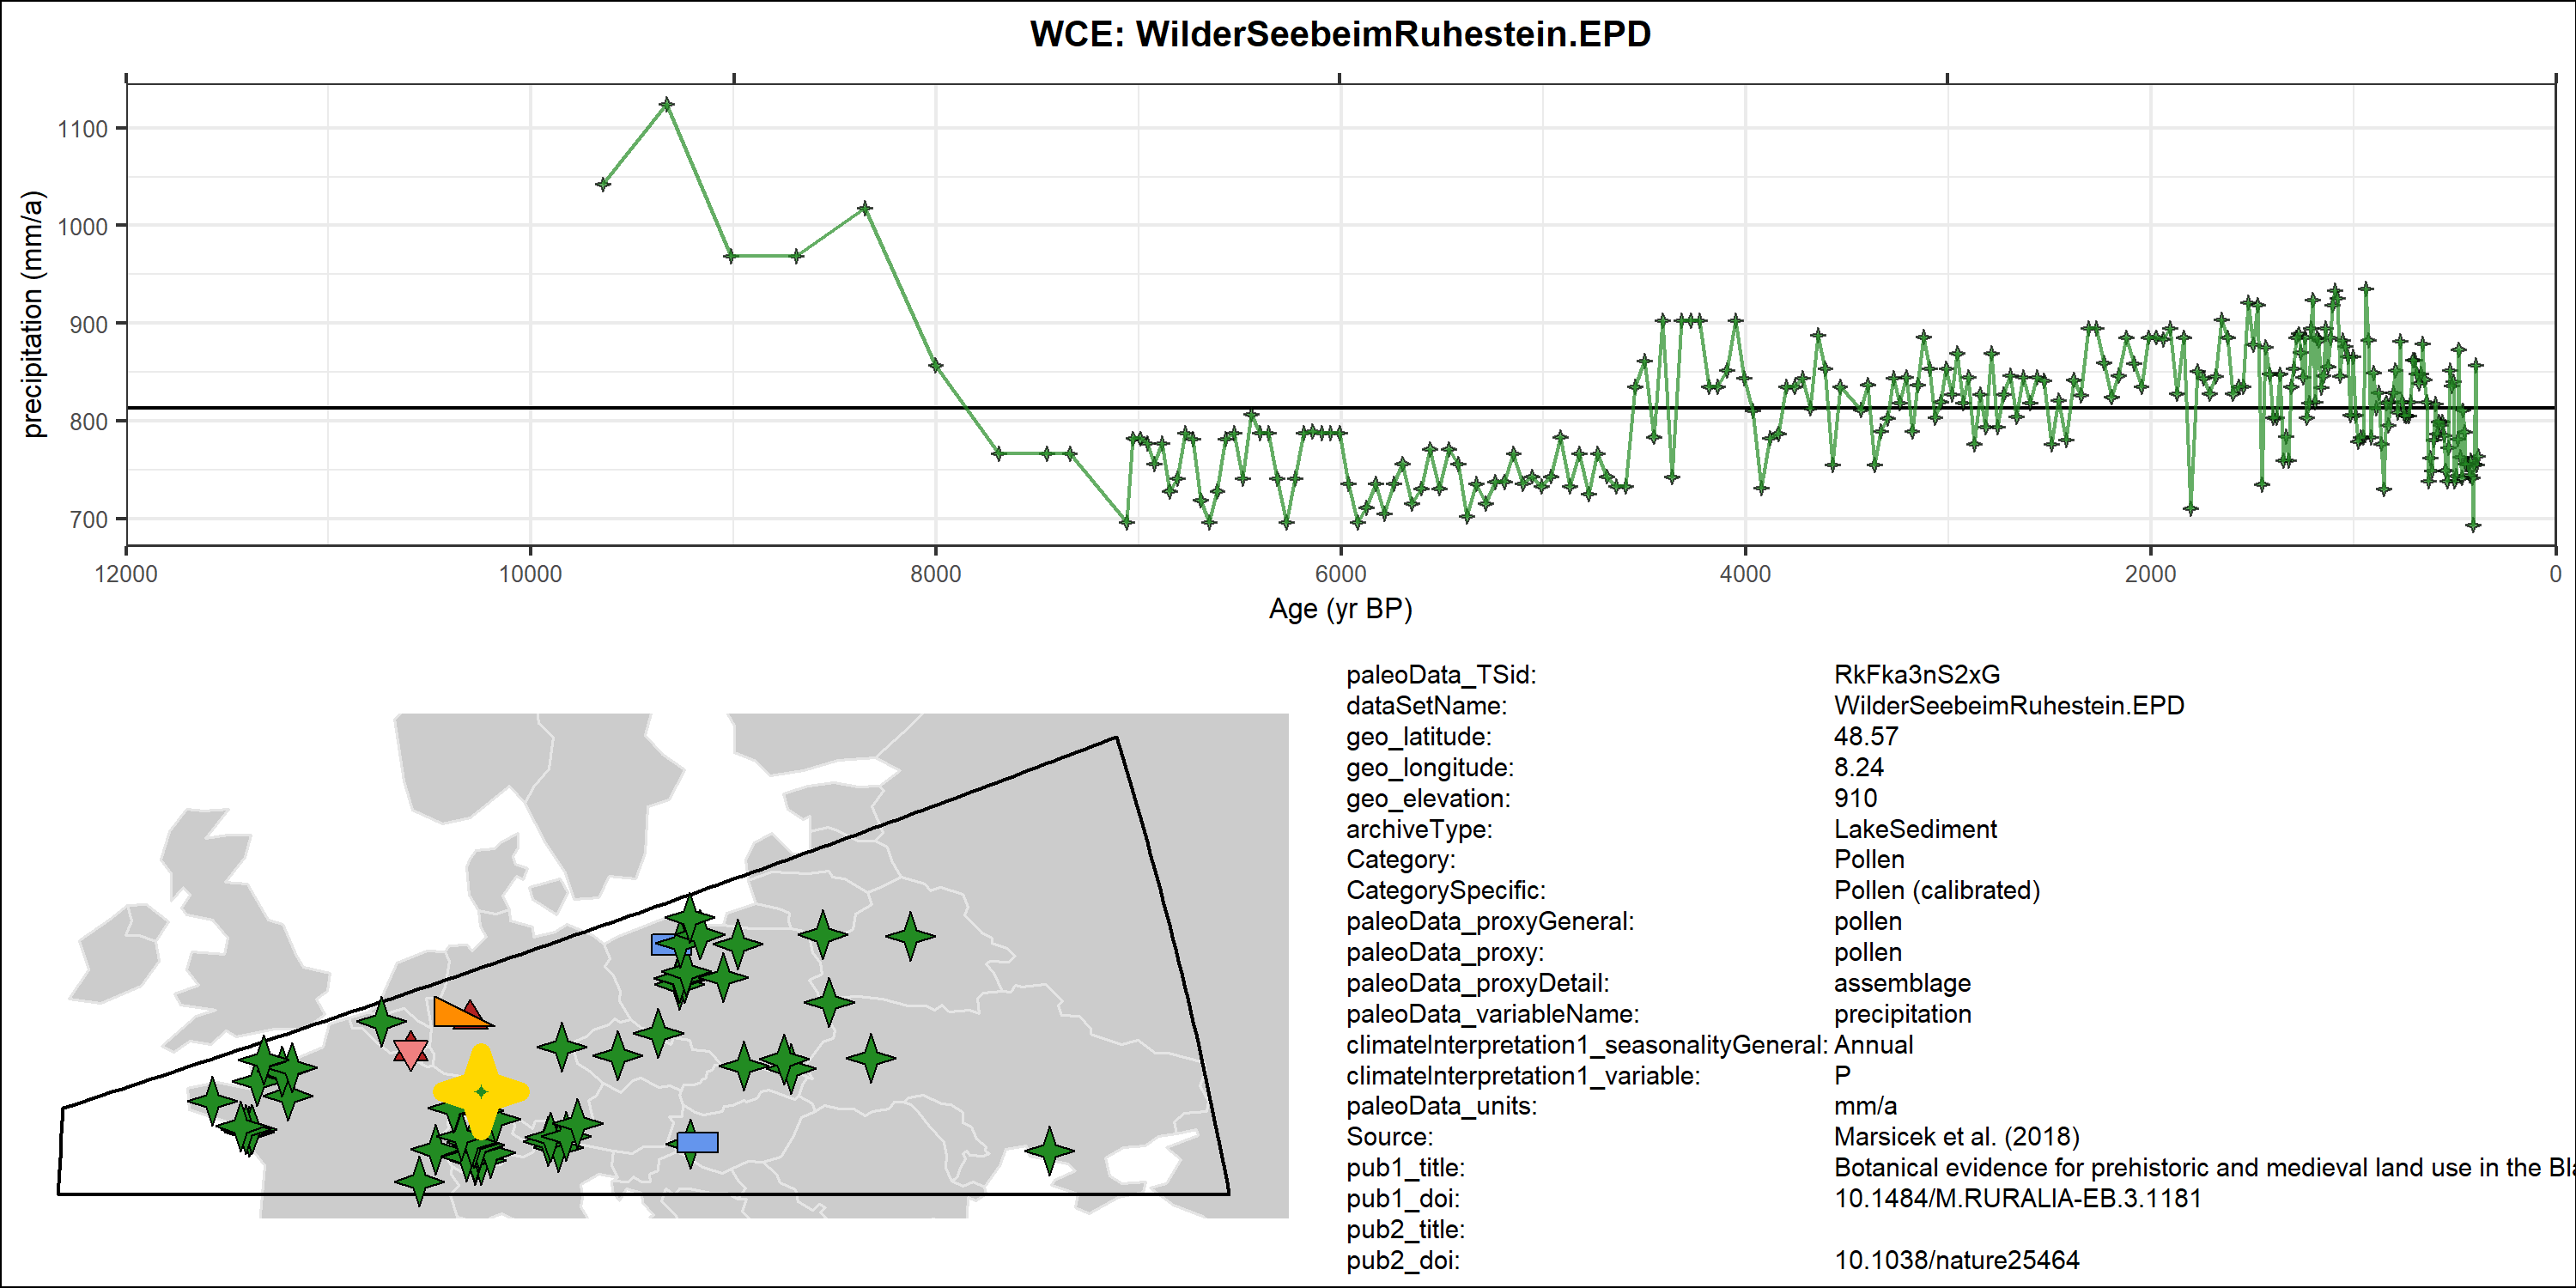 WCE: WilderSeebeimRuhestein.EPD
precipitation (mm/a)
1100
1000
900
800
700
12000 10000 8000 6000 4000 2000 0
Age (yr BP)
paleoData_TSid: RkFka3nS2xG
dataSetName: WilderSeebeimRuhestein.EPD
geo_latitude: 48.57
geo_longitude: 8.24
geo_elevation: 910
archiveType: LakeSediment
Category: Pollen
CategorySpecific: Pollen (calibrated)
paleoData_proxyGeneral: pollen
paleoData_proxy: pollen
paleoData_proxyDetail: assemblage
paleoData_variableName: precipitation
climateInterpretation1_seasonalityGeneral: Annual
climateInterpretation1_variable: P
paleoData_units: mm/a
Source: Marsicek et al. (2018)
pub1_title: Botanical evidence for prehistoric and medieval land use in the Bla
pub1_doi: 10.1484/M.RURALIA-EB.3.1181
pub2_title:
pub2_doi: 10.1038/nature25464